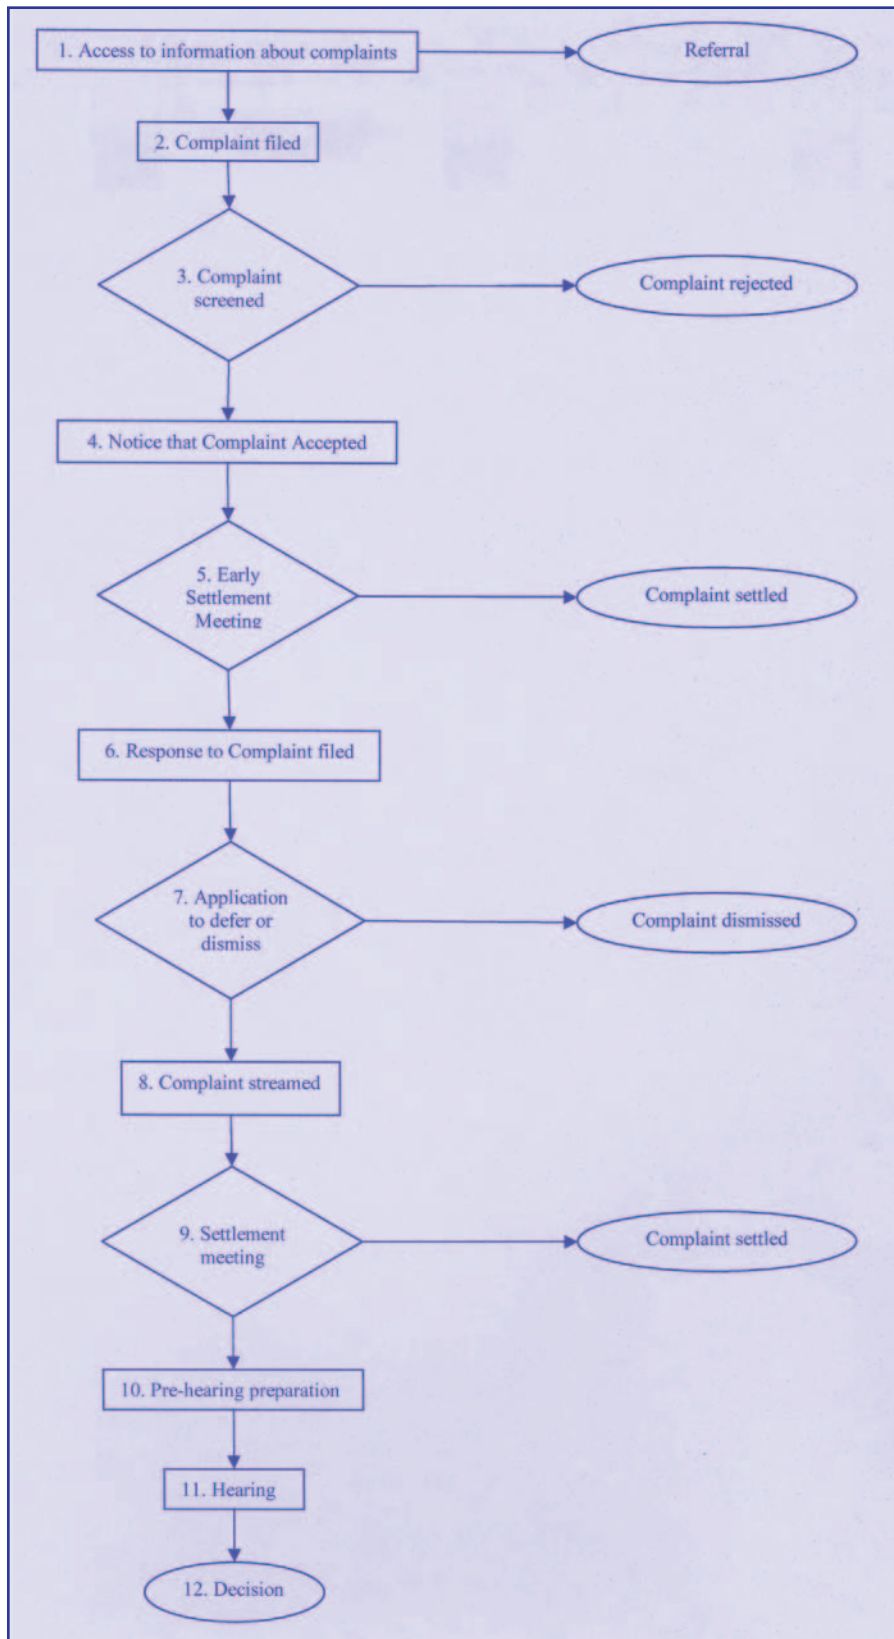 1. Access to information about complaints
Referral
2. Complaint filed
3. Complaint
screened
Complaint rejected
4. Notice that Complaint Accepted
5. Early
Settlement
Meeting
Complaint settled
6. Response to Complaint filed
7. Application
to defer or
dismiss
Complaint dismissed
8. Complaint streamed
9. Settlement
meeting
Complaint settled
10. Pre-hearing preparation
11. Hearing
12. Decision